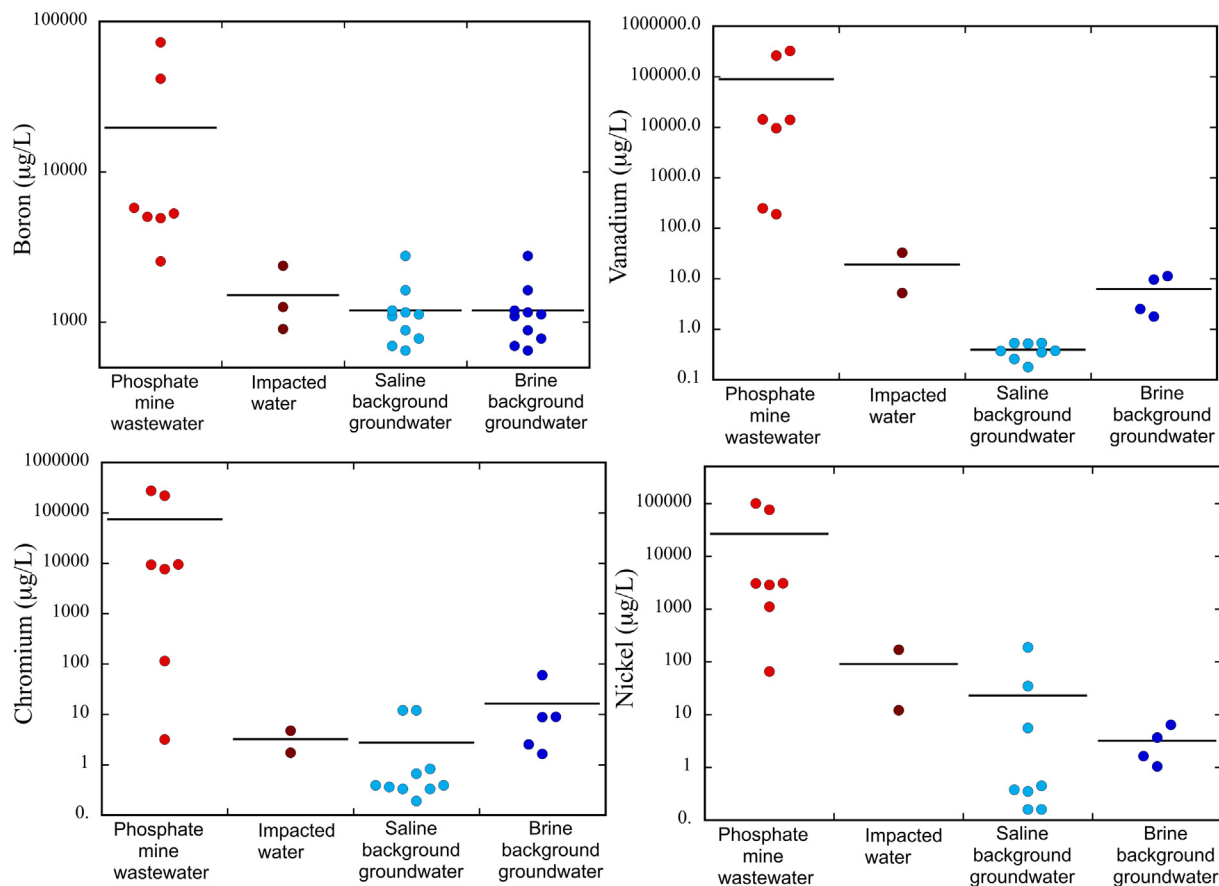 Boron (µg/L)
100000
10000
1000
Phosphate
mine
wastewater
Impacted
water
Saline
background
groundwater
Brine
background
groundwater
Vanadium (µg/L)
1000000.0
100000.0
10000.0
1000.0
100.0
10.0
1.0
0.1
Phosphate
mine
wastewater
Impacted
water
Saline
background
groundwater
Brine
background
groundwater
Chromium (µg/L)
1000000
100000
10000
1000
100
10
1
0.
Phosphate
mine
wastewater
Impacted
water
Saline
background
groundwater
Brine
background
groundwater
Nickel (µg/L)
100000
10000
1000
100
10
1
0.
Phosphate
mine
wastewater
Impacted
water
Saline
background
groundwater
Brine
background
groundwater